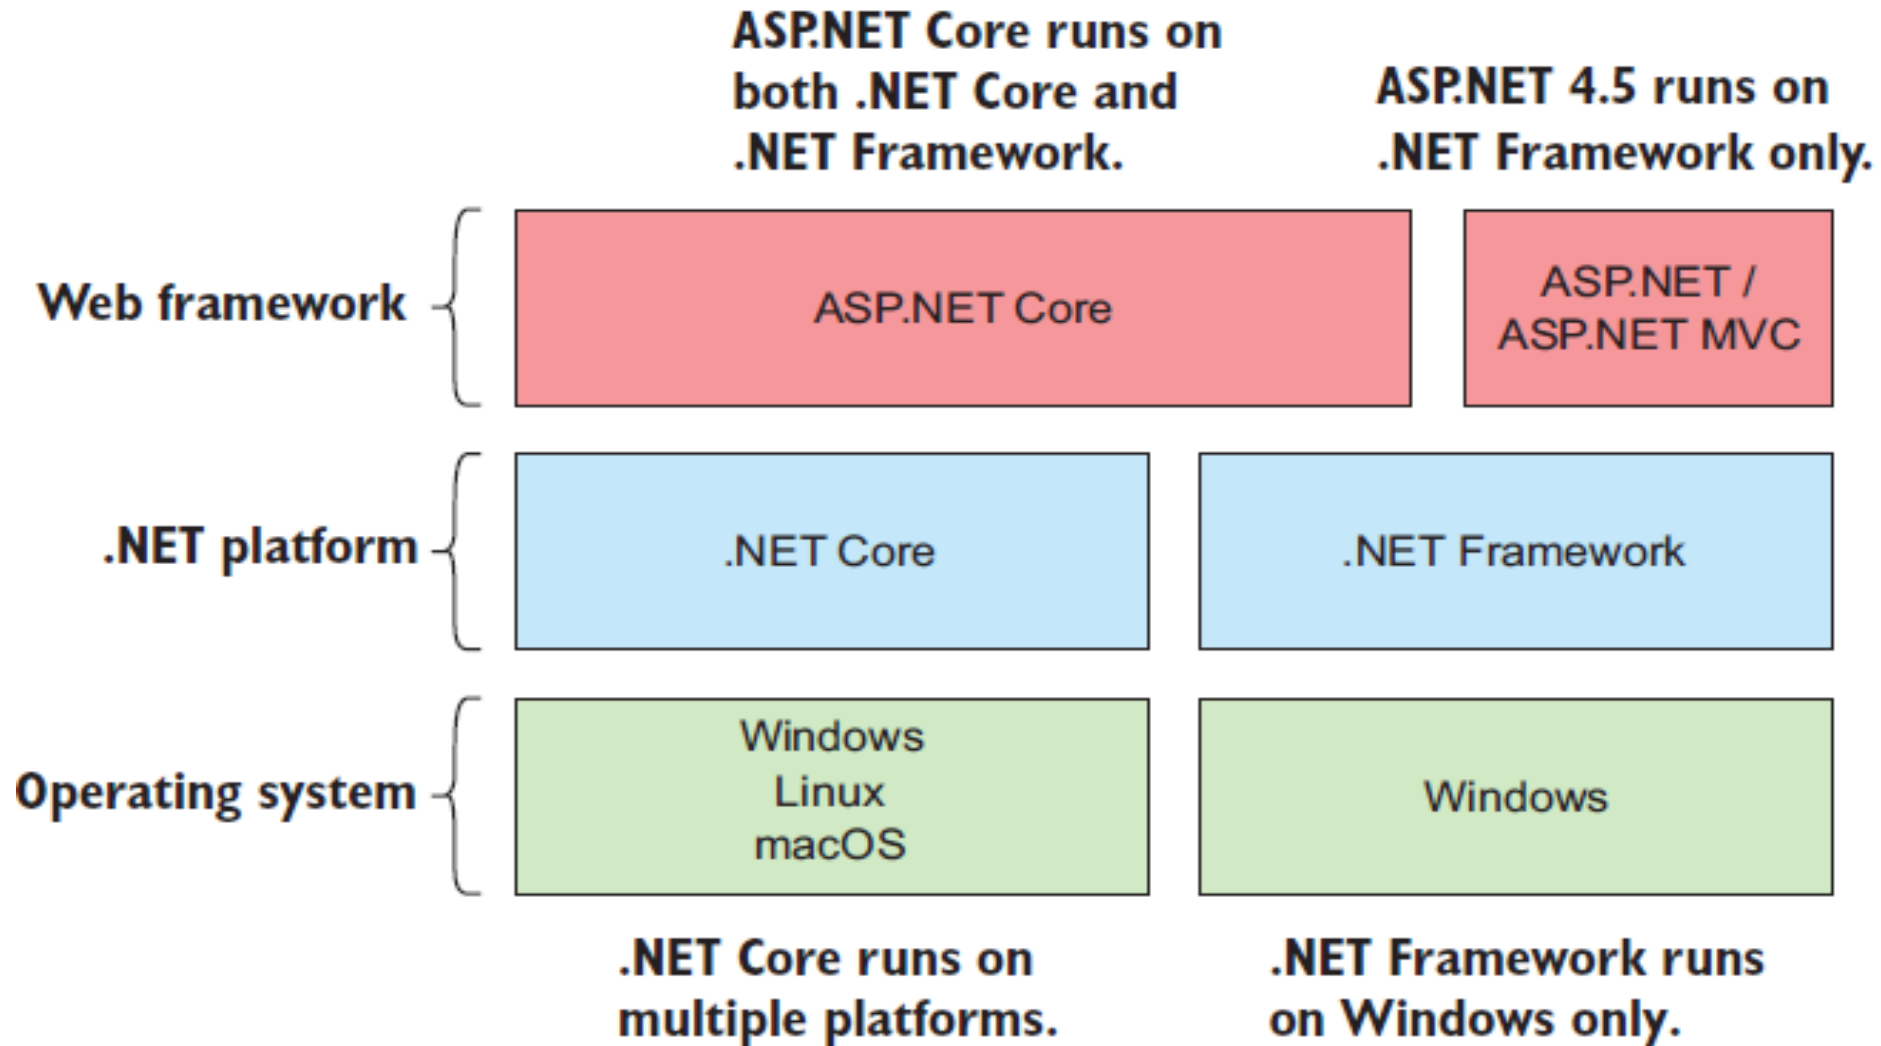 ASP.NET Core runs on
both .NET Core and
.NET Framework.
ASP.NET 4.5 runs on
.NET Framework only.
Web framework
ASP.NET Core
ASP.NET /
ASP.NET MVC
.NET platform
.NET Core
.NET Framework
Operating system
Windows
Linux
macOS
Windows
.NET Core runs on
multiple platforms.
.NET Framework runs
on Windows only.